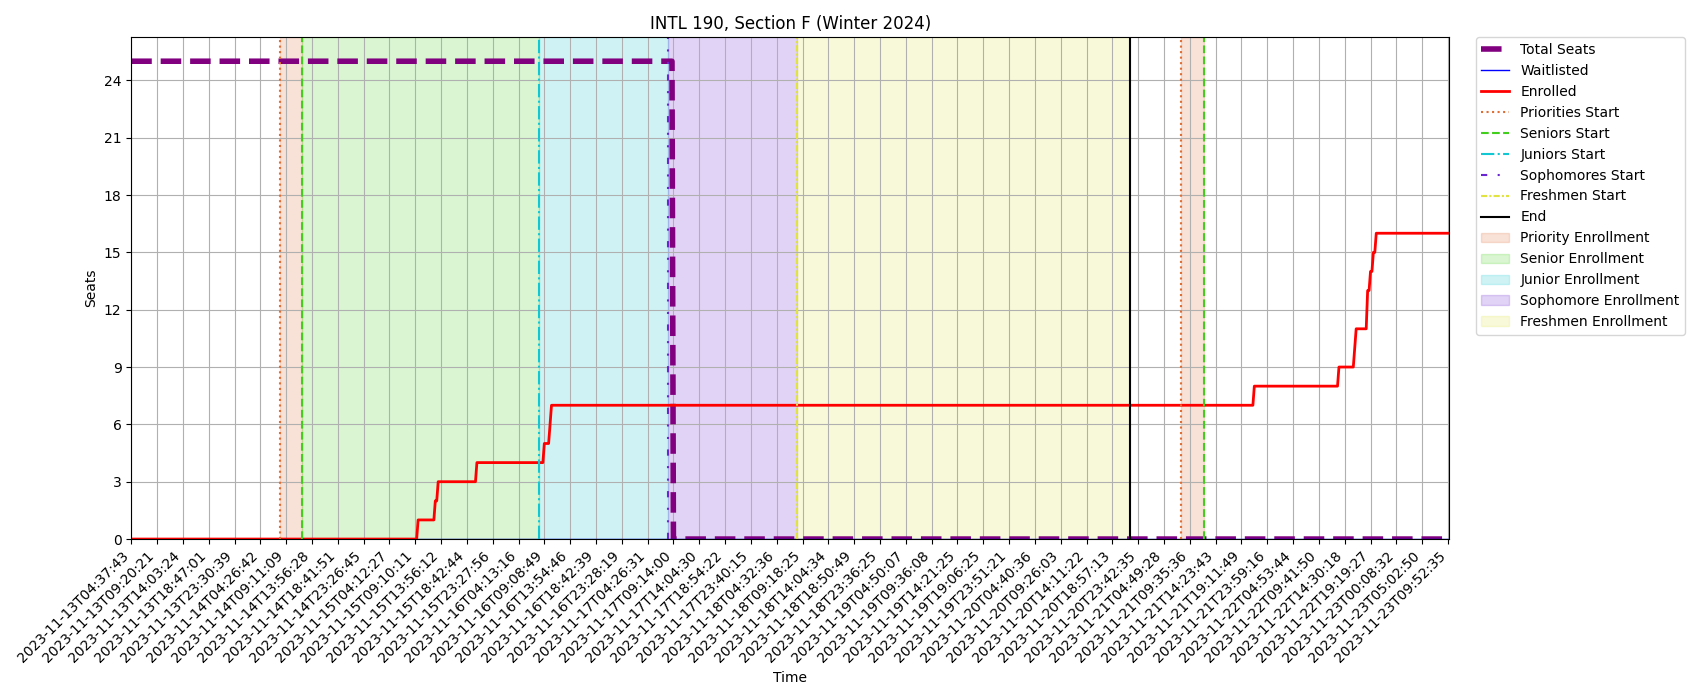 INTL 190, Section F (Winter 2024)
Seats
24
21
18
15
12
9
6
3
0
2023-11-13T04:37:43
2023-11-13T09:20:21
2023-11-13T14:03:24
2023-11-13T18:47:01
2023-11-13T23:30:39
2023-11-14T04:26:42
2023-11-14T09:11:09
2023-11-14T13:56:28
2023-11-14T18:41:51
2023-11-14T23:26:45
2023-11-15T04:12:27
2023-11-15T09:10:11
2023-11-15T13:56:12
2023-11-15T18:42:44
2023-11-15T23:27:56
2023-11-16T04:13:16
2023-11-16T09:08:49
2023-11-16T13:54:46
2023-11-16T18:42:39
2023-11-16T23:28:19
2023-11-17T04:26:31
2023-11-17T09:14:00
2023-11-17T14:04:30
2023-11-17T18:54:22
2023-11-17T23:40:15
2023-11-18T04:32:36
2023-11-18T09:18:25
2023-11-18T14:04:34
2023-11-18T18:50:49
2023-11-18T23:36:25
2023-11-19T04:50:07
2023-11-19T09:36:08
2023-11-19T14:21:25
2023-11-19T19:06:25
2023-11-19T23:51:21
2023-11-20T04:40:36
2023-11-20T09:26:03
2023-11-20T14:11:22
2023-11-20T18:57:13
2023-11-20T23:42:35
2023-11-21T04:49:28
2023-11-21T09:35:36
2023-11-21T14:23:43
2023-11-21T19:11:49
2023-11-21T23:59:16
2023-11-22T04:53:44
2023-11-22T09:41:50
2023-11-22T14:30:18
2023-11-22T19:19:27
2023-11-23T00:08:32
2023-11-23T05:02:50
2023-11-23T09:52:35
Time
Total Seats
Waitlisted
Enrolled
Priorities Start
Seniors Start
Juniors Start
Sophomores Start
Freshmen Start
End
Priority Enrollment
Senior Enrollment
Junior Enrollment
Sophomore Enrollment
Freshmen Enrollment